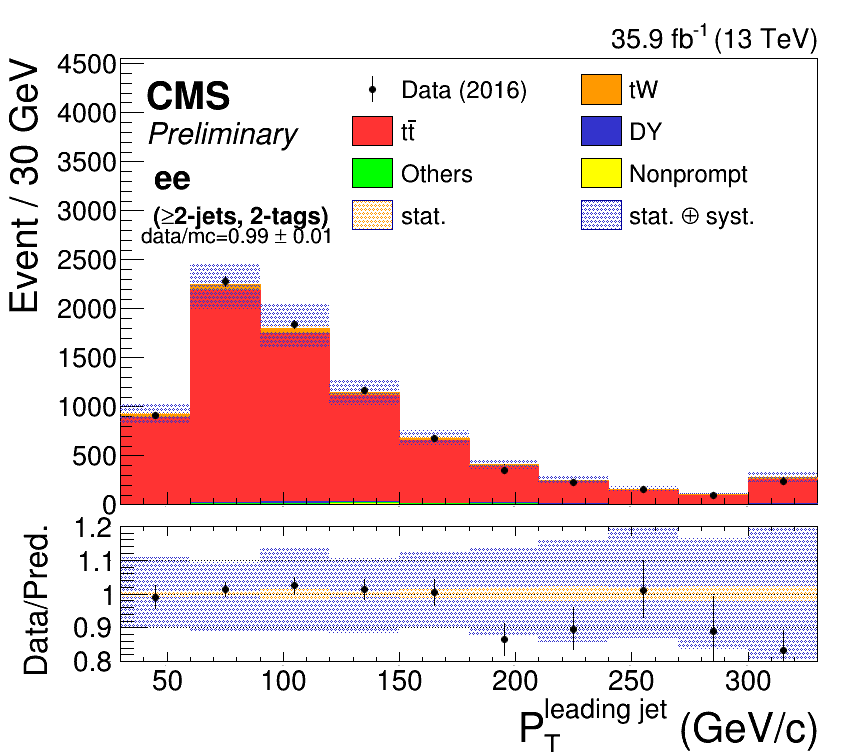 35.9 fb⁻¹ (13 TeV)
Event / 30 GeV
4500
4000
3500
3000
2500
2000
1500
1000
500
0
CMS
Preliminary
ee
(≥2-jets, 2-tags)
data/mc=0.99 ± 0.01
Data (2016)
tW
tt̄
DY
Others
Nonprompt
stat.
stat. ⊕ syst.
Data/Pred.
1.2
1.1
1
0.9
0.8
50 100 150 200 250 300
P_T^leading jet (GeV/c)